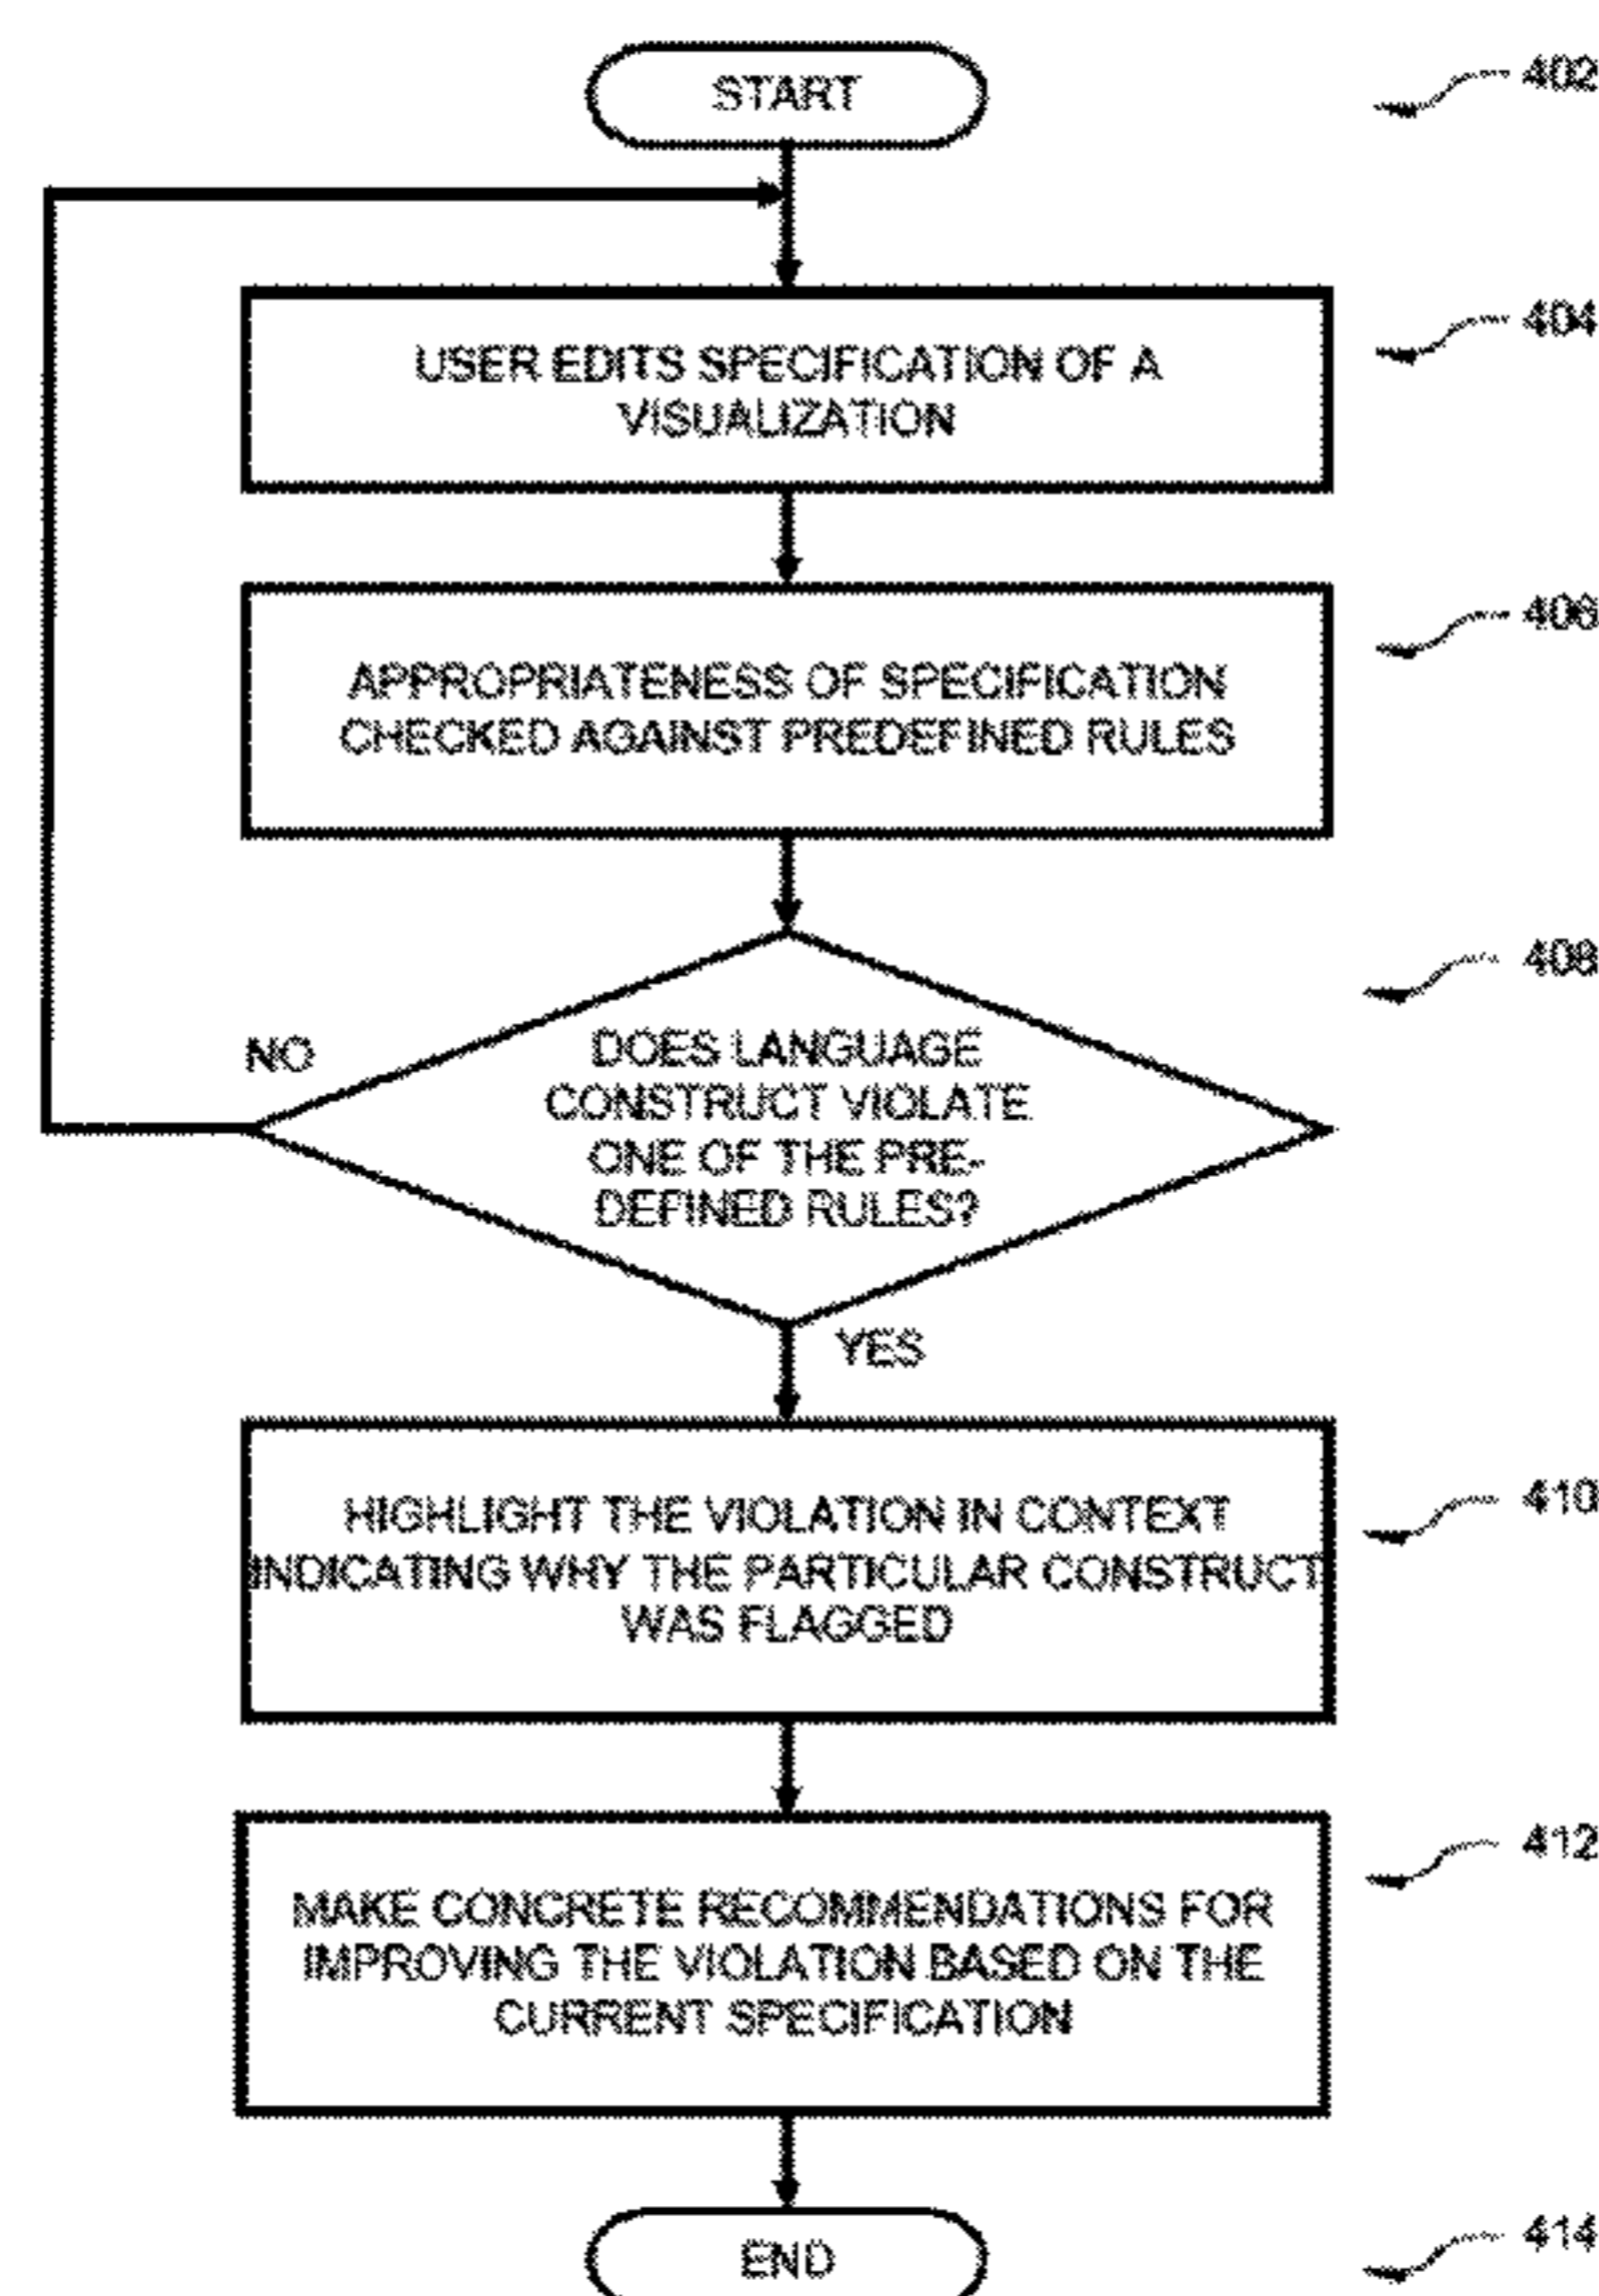 START
402
404
USER EDITS SPECIFICATION OF A
VISUALIZATION
406
APPROPRIATENESS OF SPECIFICATION
CHECKED AGAINST PREDEFINED RULES
408
NO
DOES LANGUAGE
CONSTRUCT VIOLATE
ONE OF THE PRE-
DEFINED RULES?
YES
410
HIGHLIGHT THE VIOLATION IN CONTEXT
INDICATING WHY THE PARTICULAR CONSTRUCT
WAS FLAGGED
412
MAKE CONCRETE RECOMMENDATIONS FOR
IMPROVING THE VIOLATION BASED ON THE
CURRENT SPECIFICATION
414
END